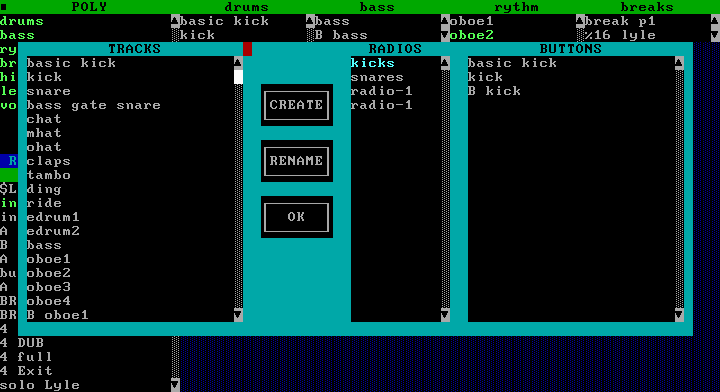 POLY drums bass rythm breaks
drums basic kick bass oboe1 break p1
bass kick B bass oboe2 %16 lyle
ry TRACKS RADIOS BUTTONS
br basic kick kicks basic kick
hi kick snares kick
le snare radio-1 B kick
vo bass gate snare CREATE radio-1
chat
mhat
ohat
R claps RENAME
tambo
$L ding
in ride
in edrum1 OK
A edrum2
B bass
A oboe1
bu oboe2
A oboe3
BR oboe4
BR B oboe1
4
4 DUB
4 full
4 Exit
solo Lyle